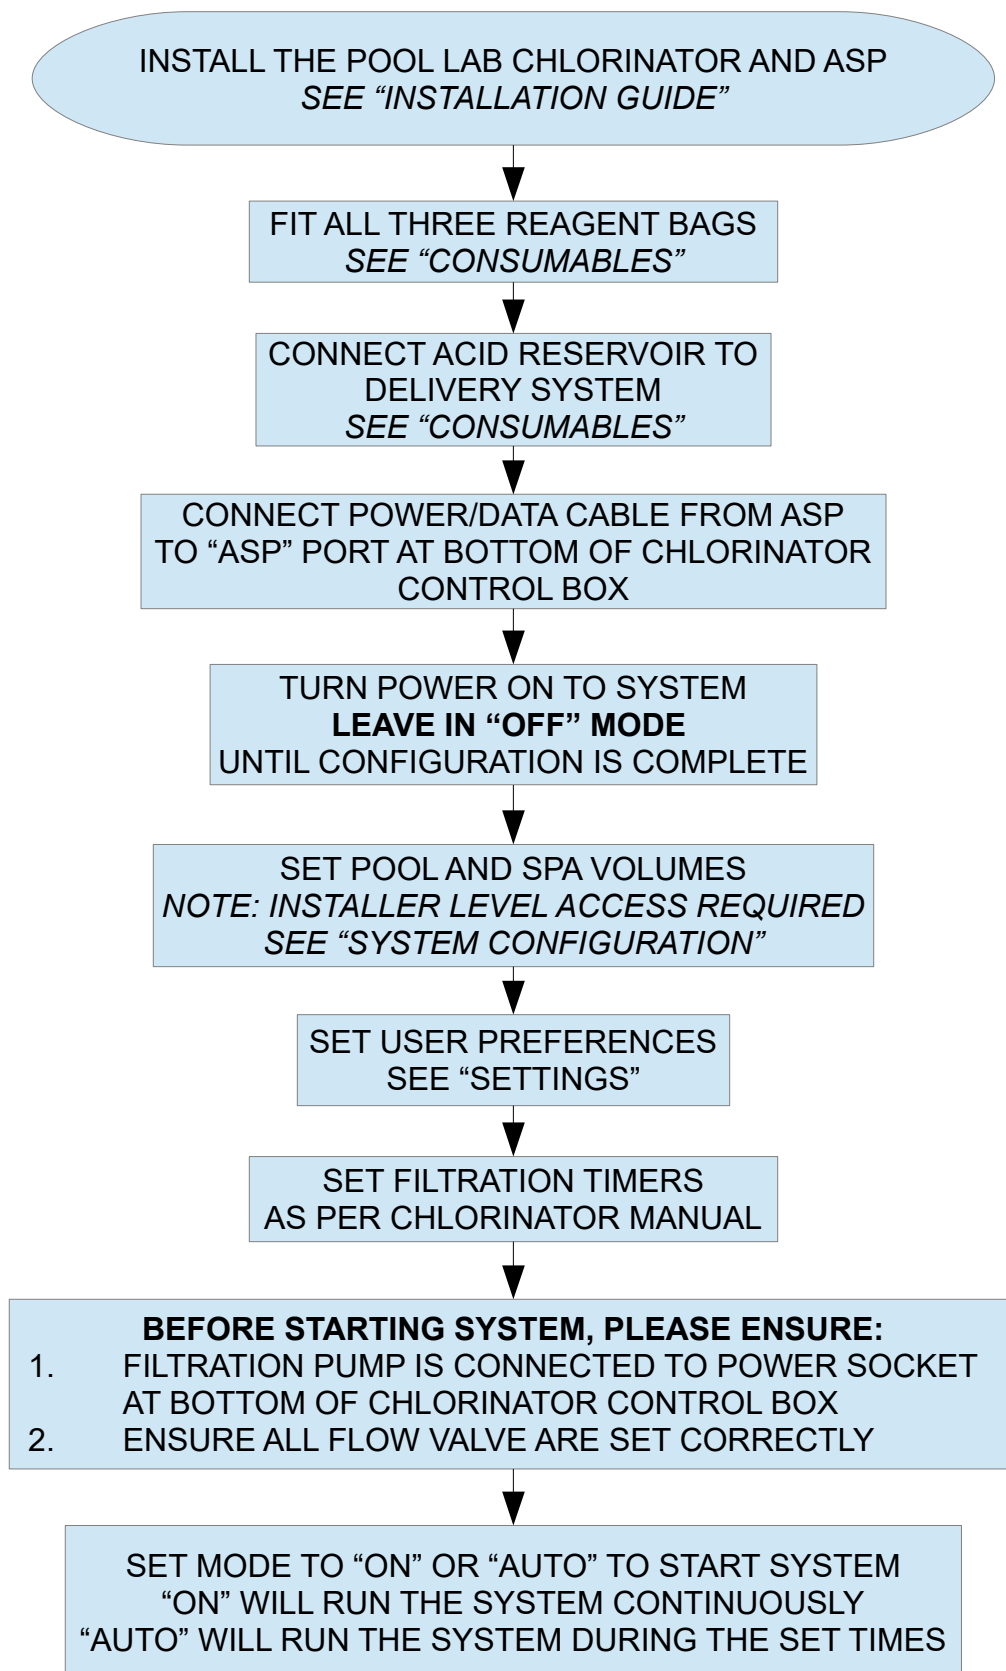 INSTALL THE POOL LAB CHLORINATOR AND ASP
SEE “INSTALLATION GUIDE”
FIT ALL THREE REAGENT BAGS
SEE “CONSUMABLES”
CONNECT ACID RESERVOIR TO
DELIVERY SYSTEM
SEE “CONSUMABLES”
CONNECT POWER/DATA CABLE FROM ASP
TO “ASP” PORT AT BOTTOM OF CHLORINATOR
CONTROL BOX
TURN POWER ON TO SYSTEM
LEAVE IN “OFF” MODE
UNTIL CONFIGURATION IS COMPLETE
SET POOL AND SPA VOLUMES
NOTE: INSTALLER LEVEL ACCESS REQUIRED
SEE “SYSTEM CONFIGURATION”
SET USER PREFERENCES
SEE “SETTINGS”
SET FILTRATION TIMERS
AS PER CHLORINATOR MANUAL
BEFORE STARTING SYSTEM, PLEASE ENSURE:
1. FILTRATION PUMP IS CONNECTED TO POWER SOCKET
AT BOTTOM OF CHLORINATOR CONTROL BOX
2. ENSURE ALL FLOW VALVE ARE SET CORRECTLY
SET MODE TO “ON” OR “AUTO” TO START SYSTEM
“ON” WILL RUN THE SYSTEM CONTINUOUSLY
“AUTO” WILL RUN THE SYSTEM DURING THE SET TIMES